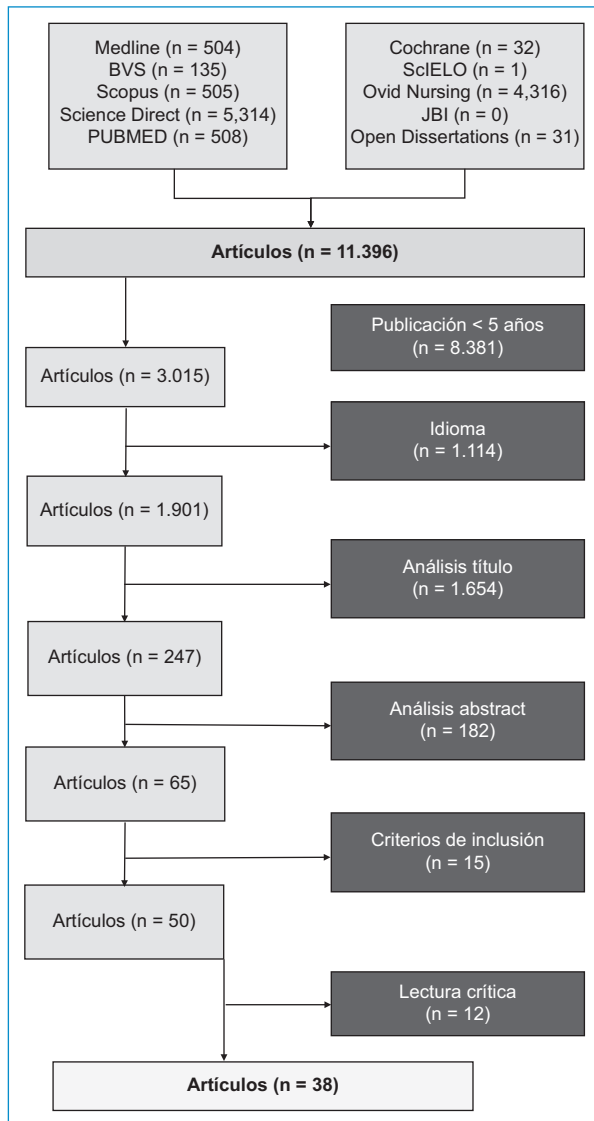 Medline (n = 504)
BVS (n = 135)
Scopus (n = 505)
Science Direct (n = 5,314)
PUBMED (n = 508)
Cochrane (n = 32)
ScIELO (n = 1)
Ovid Nursing (n = 4,316)
JBI (n = 0)
Open Dissertations (n = 31)
Artículos (n = 11.396)
Publicación < 5 años
(n = 8.381)
Artículos (n = 3.015)
Idioma
(n = 1.114)
Artículos (n = 1.901)
Análisis título
(n = 1.654)
Artículos (n = 247)
Análisis abstract
(n = 182)
Artículos (n = 65)
Criterios de inclusión
(n = 15)
Artículos (n = 50)
Lectura crítica
(n = 12)
Artículos (n = 38)